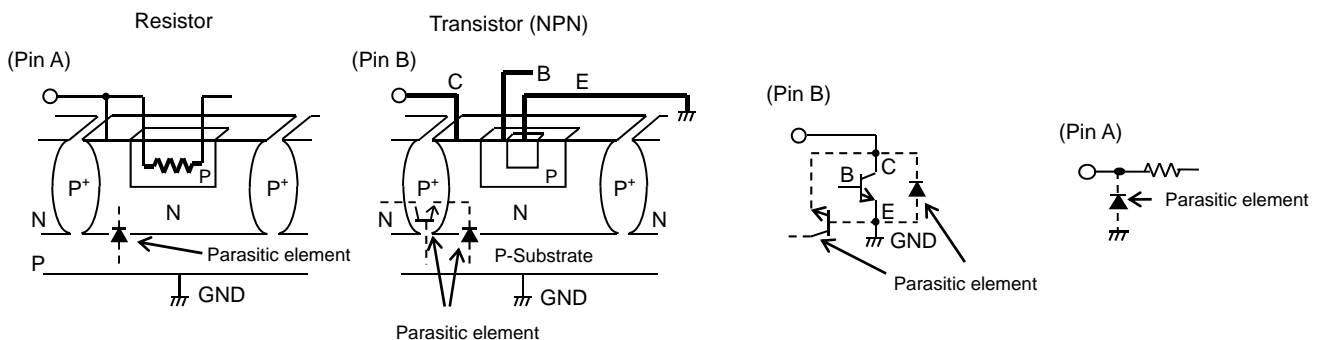 Resistor
Transistor (NPN)
(Pin A)
(Pin B)
C
B
E
P+
P
P+
N
N
Parasitic element
P
GND
P+
P
P+
N
N
N
P-Substrate
GND
Parasitic element
(Pin B)
C
B
E
GND
Parasitic element
(Pin A)
Parasitic element